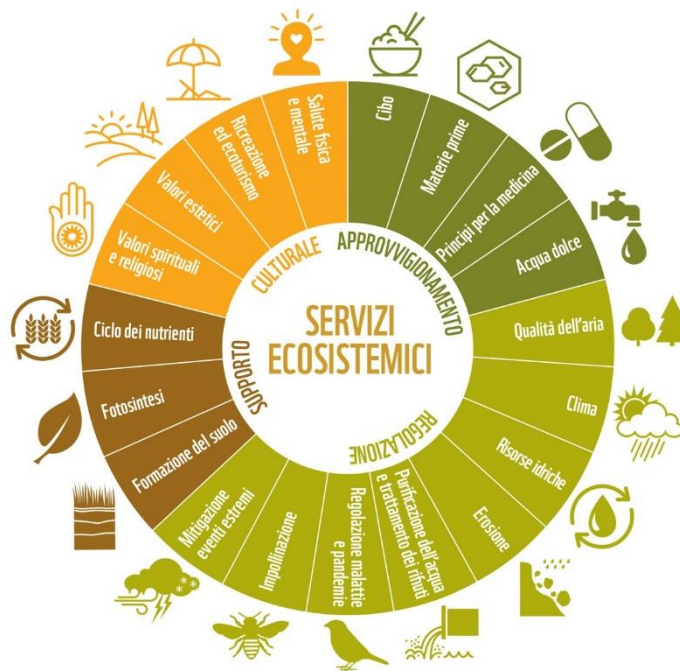 SERVIZI
ECOSISTEMICI
CULTURALE
APPROVVIGIONAMENTO
REGOLAZIONE
SUPPORTO
Cibo
Materie prime
Principi per la medicina
Acqua dolce
Qualità dell'aria
Clima
Risorse idriche
Erosione
Purificazione dell'acqua
e trattamento dei rifiuti
Regolazione malattie
e pandemie
Impollinazione
Mitigazione
eventi estremi
Formazione del suolo
Fotosintesi
Ciclo dei nutrienti
Valori spirituali
e religiosi
Valori estetici
Ricreazione
ed ecoturismo
Salute fisica
e mentale